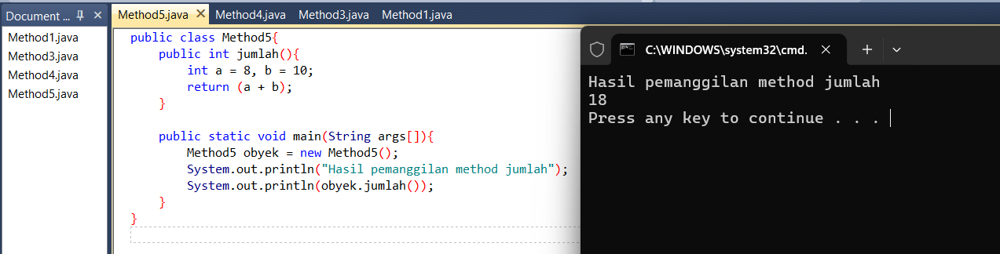 Document ...
Method1.java
Method3.java
Method4.java
Method5.java
Method5.java Method4.java Method3.java Method1.java
public class Method5{
    public int jumlah(){
        int a = 8, b = 10;
        return (a + b);
    }
    public static void main(String args[]){
        Method5 obyek = new Method5();
        System.out.println("Hasil pemanggilan method jumlah");
        System.out.println(obyek.jumlah());
    }
}
C:\WINDOWS\system32\cmd.
Hasil pemanggilan method jumlah
18
Press any key to continue . . .